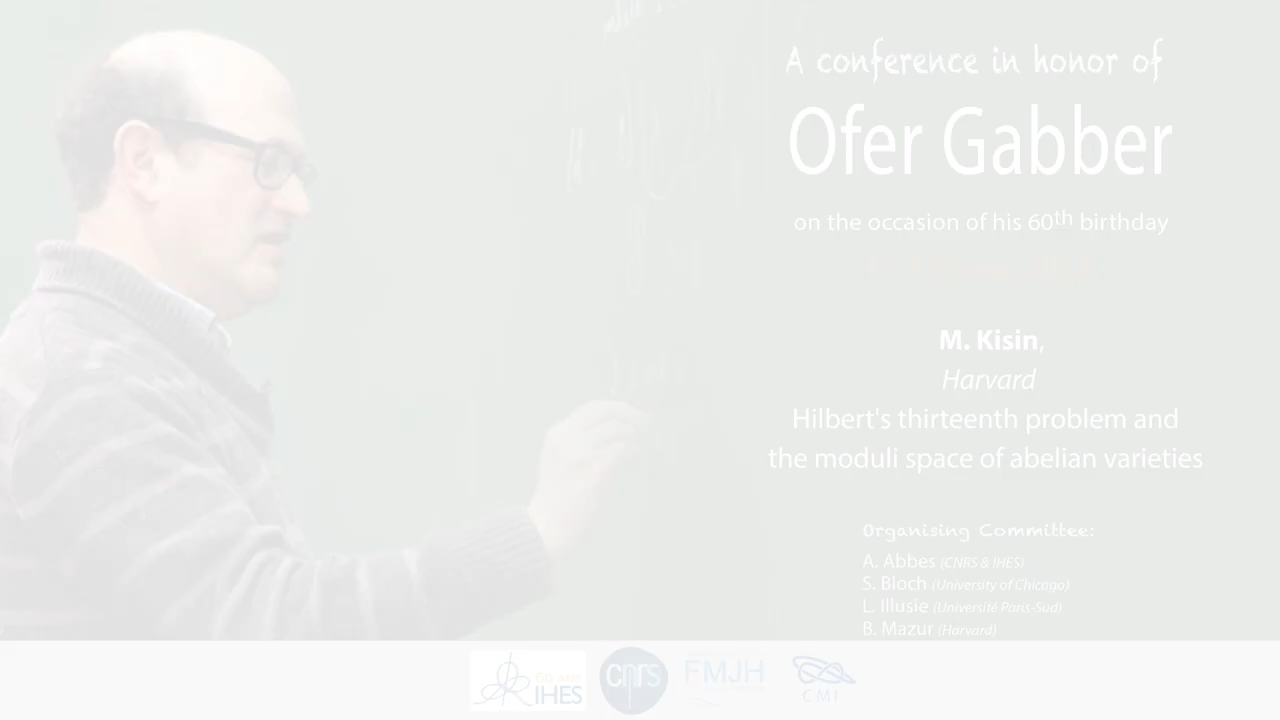 A conference in honor of
Ofer Gabber
on the occasion of his 60th birthday
M. Kisin,
Harvard
Hilbert's thirteenth problem and
the moduli space of abelian varieties
Organising Committee:
A. Abbes (CNRS & IHES)
S. Bloch (University of Chicago)
L. Illusie (Université Paris-Sud)
B. Mazur (Harvard)
60 ANS
IHES
cnrs
FMJH
CMI